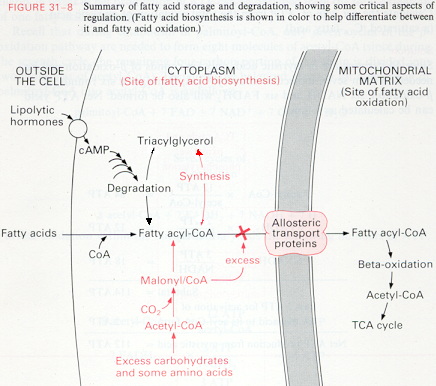 FIGURE 31–8 Summary of fatty acid storage and degradation, showing some critical aspects of
regulation. (Fatty acid biosynthesis is shown in color to help differentiate between
it and fatty acid oxidation.)
OUTSIDE
THE CELL
CYTOPLASM
(Site of fatty acid biosynthesis)
MITOCHONDRIAL
MATRIX
(Site of fatty acid
oxidation)
Lipolytic
hormones
cAMP
Triacylglycerol
Degradation
Synthesis
Fatty acids
CoA
Fatty acyl-CoA
excess
Allosteric
transport
proteins
Fatty acyl-CoA
Malonyl/CoA
CO2
Acetyl-CoA
Excess carbohydrates
and some amino acids
Beta-oxidation
Acetyl-CoA
TCA cycle